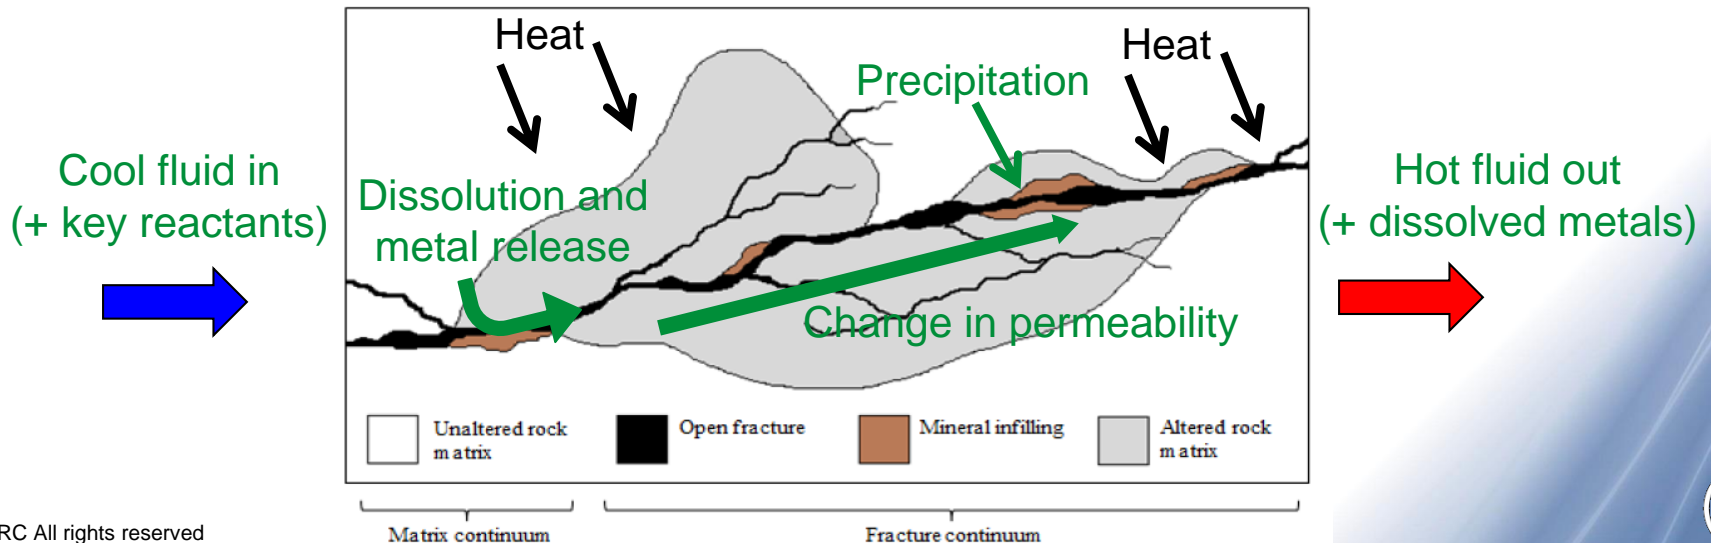 Heat
Heat
Precipitation
Cool fluid in
(+ key reactants)
Dissolution and
metal release
Hot fluid out
(+ dissolved metals)
Change in permeability
Unaltered rock
matrix
Open fracture
Mineral infilling
Altered rock
matrix
Matrix continuum
Fracture continuum
RC All rights reserved